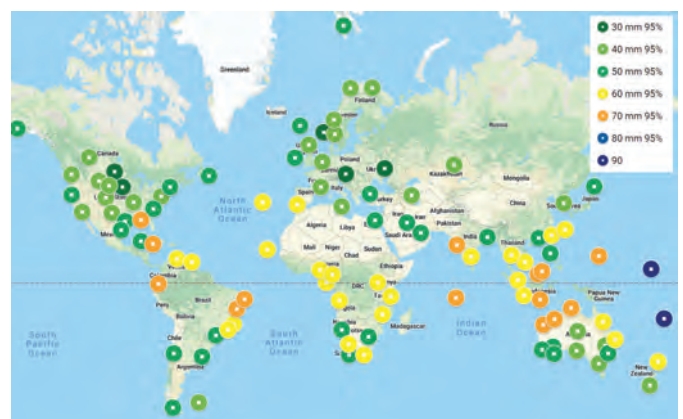 30 mm 95%
40 mm 95%
50 mm 95%
60 mm 95%
70 mm 95%
80 mm 95%
90
Greenland
Iceland
Finland
Russia
Canada
Poland
Ukr
Kazakhstan
Mongolia
North
Atlantic
Ocean
Spain
Italy
Turkey
China
Japan
Algeria
Libya
Iran
Afghanistan
Pakistan
Saudi Ar
India
Mali
Niger
Chad
Sudan
Thailand
Ethiopia
Colombia
DRC
Papua New
Guinea
Peru
Brazil
Bolivia
Indian
Ocean
Madagascar
South
Pacific
Ocean
Chile
South
Atlantic
Ocean
Argentina
New
Zealand